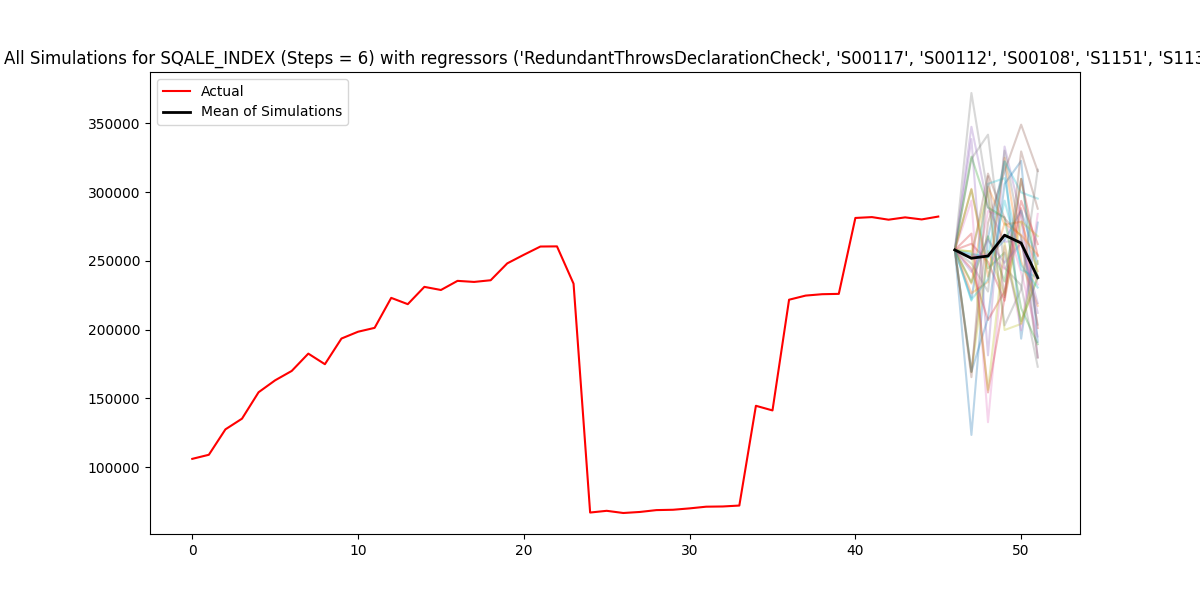 All Simulations for SQALE_INDEX (Steps = 6) with regressors ('RedundantThrowsDeclarationCheck', 'S00117', 'S00112', 'S00108', 'S1151', 'S113
Actual
Mean of Simulations
350000
300000
250000
200000
150000
100000
0 10 20 30 40 50